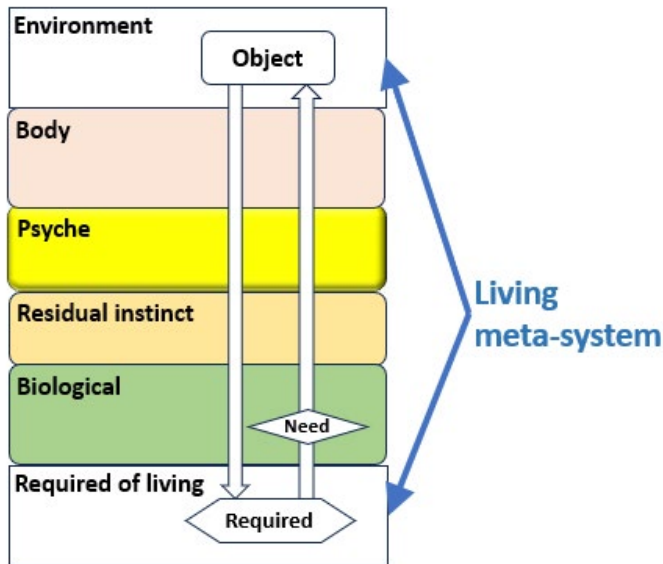 Environment
Object
Body
Psyche
Residual instinct
Biological
Need
Required of living
Required
Living
meta-system